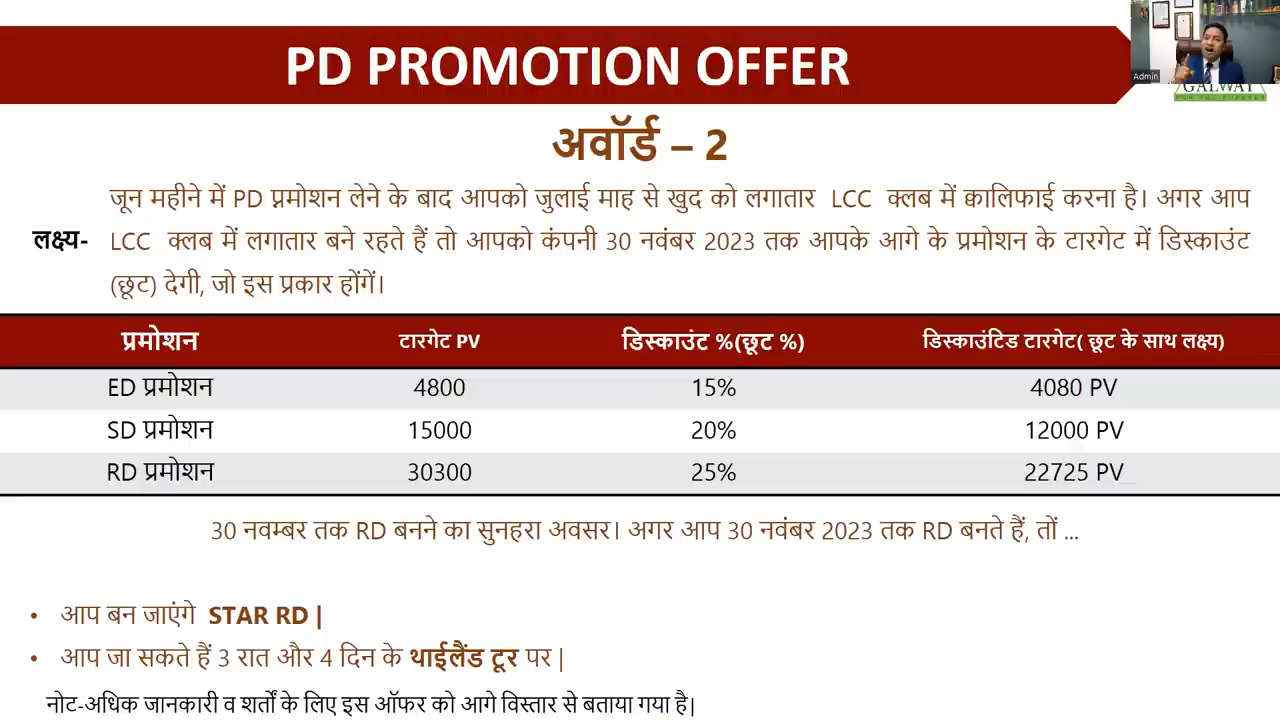 PD PROMOTION OFFER
Admin
GALWAY
अवॉर्ड – 2
जून महीने में PD प्रमोशन लेने के बाद आपको जुलाई माह से खुद को लगातार LCC क्लब में क्वालिफाई करना है। अगर आप
लक्ष्य- LCC क्लब में लगातार बने रहते हैं तो आपको कंपनी 30 नवंबर 2023 तक आपके आगे के प्रमोशन के टारगेट में डिस्काउंट
(छूट) देगी, जो इस प्रकार होंगें।
प्रमोशन टारगेट PV डिस्काउंट %(छूट %) डिस्काउंटिड टारगेट( छूट के साथ लक्ष्य)
ED प्रमोशन 4800 15% 4080 PV
SD प्रमोशन 15000 20% 12000 PV
RD प्रमोशन 30300 25% 22725 PV
30 नवम्बर तक RD बनने का सुनहरा अवसर। अगर आप 30 नवंबर 2023 तक RD बनते हैं, तों ...
• आप बन जाएंगे STAR RD |
• आप जा सकते हैं 3 रात और 4 दिन के थाईलैंड टूर पर |
नोट-अधिक जानकारी व शर्तों के लिए इस ऑफर को आगे विस्तार से बताया गया है|